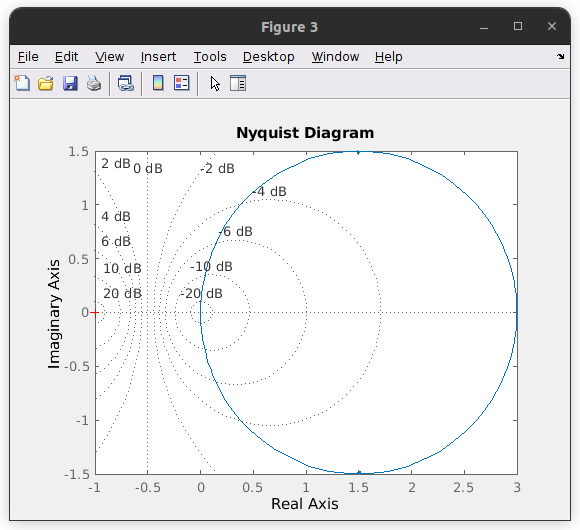 Figure 3
File Edit View Insert Tools Desktop Window Help
Nyquist Diagram
Imaginary Axis
1.5
1
0.5
0
-0.5
-1
-1.5
2 dB
0 dB
-2 dB
-4 dB
4 dB
-6 dB
6 dB
10 dB
-10 dB
20 dB
-20 dB
-1 -0.5 0 0.5 1 1.5 2 2.5 3
Real Axis